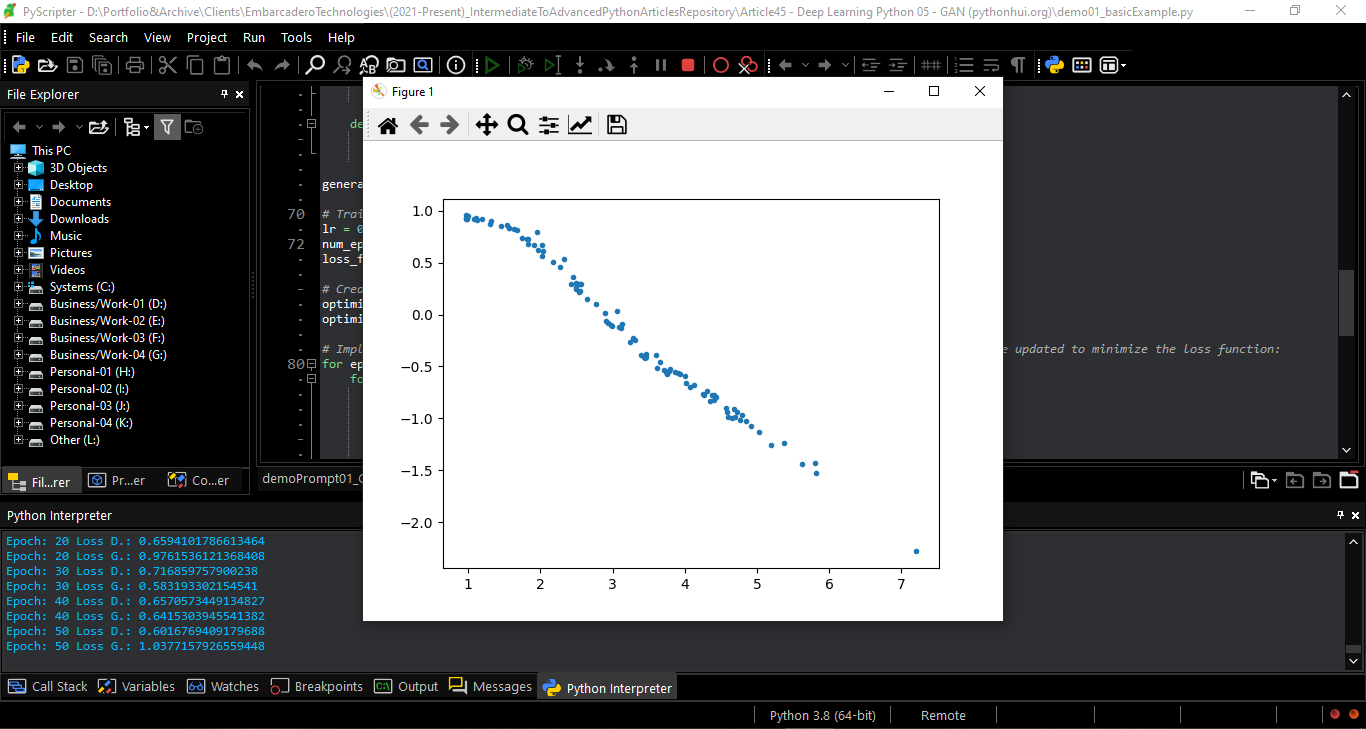 PyScripter - D:\Portfolio&Archive\Clients\EmbarcaderoTechnologies\(2021-Present)_IntermediateToAdvancedPythonArticlesRepository\Article45 - Deep Learning Python 05 - GAN (pythonhui.org)\demo01_basicExample.py
File Edit Search View Project Run Tools Help
File Explorer
This PC
3D Objects
Desktop
Documents
Downloads
Music
Pictures
Videos
Systems (C:)
Business/Work-01 (D:)
Business/Work-02 (E:)
Business/Work-03 (F:)
Business/Work-04 (G:)
Personal-01 (H:)
Personal-02 (I:)
Personal-03 (J:)
Personal-04 (K:)
Other (L:)
Fil...rer Pr...er Co...er
de
genera
70 # Trai
lr = 0
72 num_ep
loss_f
# Crea
optimi
optimi
# Impl
e updated to minimize the loss function:
80 for ep
fo
demoPrompt01_
Figure 1
1.0
0.5
0.0
−0.5
−1.0
−1.5
−2.0
1 2 3 4 5 6 7
Python Interpreter
Epoch: 20 Loss D.: 0.6594101786613464
Epoch: 20 Loss G.: 0.9761536121368408
Epoch: 30 Loss D.: 0.716859757900238
Epoch: 30 Loss G.: 0.583193302154541
Epoch: 40 Loss D.: 0.6570573449134827
Epoch: 40 Loss G.: 0.6415303945541382
Epoch: 50 Loss D.: 0.6016769409179688
Epoch: 50 Loss G.: 1.0377157926559448
Call Stack Variables Watches Breakpoints Output Messages Python Interpreter
Python 3.8 (64-bit) Remote